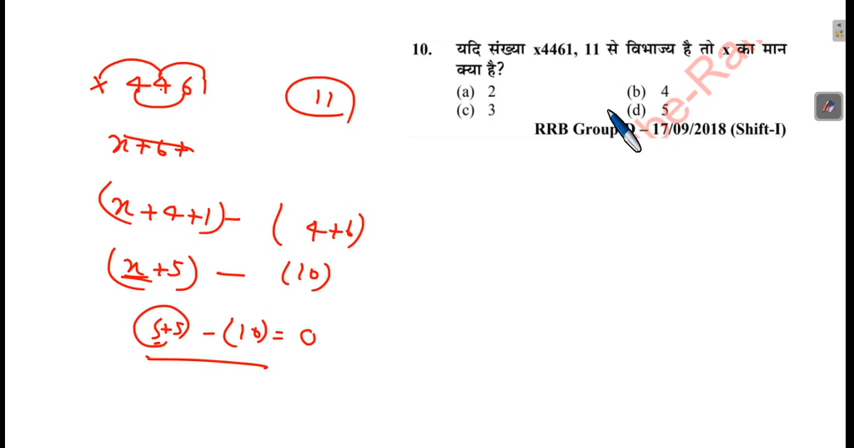 x 4 4 6 1
11
x + 6 +
(x + 4 + 1) - (4 + 6)
(x + 5) - (10)
(5 + 5) - (10) = 0
10. यदि संख्या x4461, 11 से विभाज्य है तो x का मान
क्या है?
(a) 2 (b) 4
(c) 3 (d) 5
RRB Group D – 17/09/2018 (Shift-I)